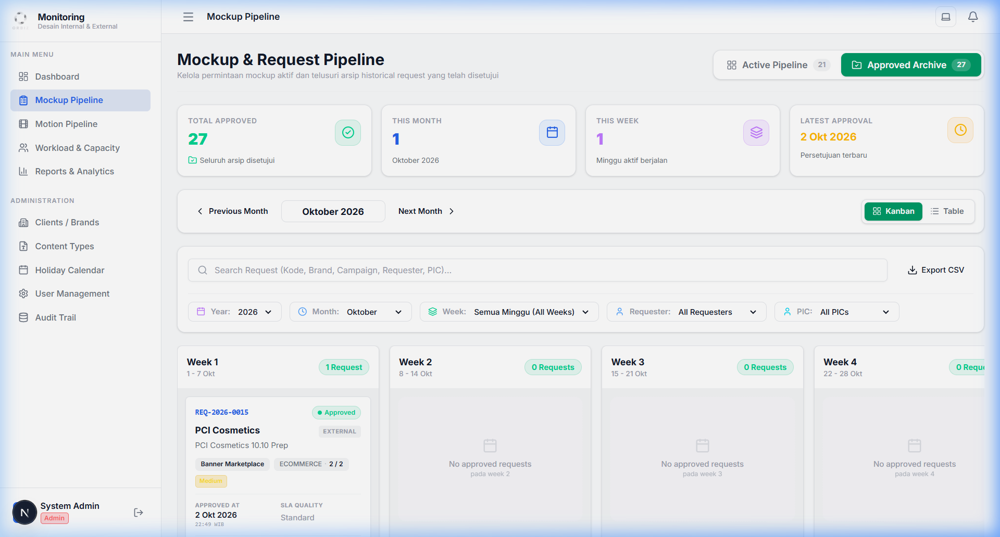 Monitoring
Desain Internal & External
MAIN MENU
Dashboard
Mockup Pipeline
Motion Pipeline
Workload & Capacity
Reports & Analytics
ADMINISTRATION
Clients / Brands
Content Types
Holiday Calendar
User Management
Audit Trail
N
System Admin
Admin
Mockup Pipeline
Mockup & Request Pipeline
Kelola permintaan mockup aktif dan telusuri arsip historical request yang telah disetujui
Active Pipeline 21
Approved Archive 27
TOTAL APPROVED
27
Seluruh arsip disetujui
THIS MONTH
1
Oktober 2026
THIS WEEK
1
Minggu aktif berjalan
LATEST APPROVAL
2 Okt 2026
Persetujuan terbaru
Previous Month
Oktober 2026
Next Month
Kanban
Table
Search Request (Kode, Brand, Campaign, Requester, PIC)...
Export CSV
Year: 2026
Month: Oktober
Week: Semua Minggu (All Weeks)
Requester: All Requesters
PIC: All PICs
Week 1
1 - 7 Okt
1 Request
REQ-2026-0015
Approved
PCI Cosmetics
EXTERNAL
PCI Cosmetics 10.10 Prep
Banner Marketplace
ECOMMERCE · 2 / 2
Medium
APPROVED AT
2 Okt 2026
22:49 WIB
SLA QUALITY
Standard
Week 2
8 - 14 Okt
0 Requests
No approved requests
pada week 2
Week 3
15 - 21 Okt
0 Requests
No approved requests
pada week 3
Week 4
22 - 28 Okt
0 Reque
No approved requests
pada week 4